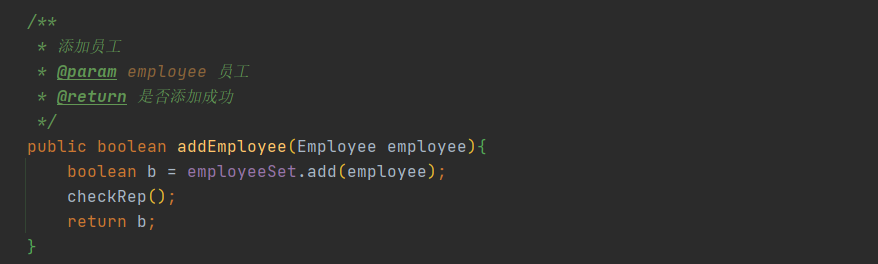 /**
 * 添加员工
 * @param employee 员工
 * @return 是否添加成功
 */
public boolean addEmployee(Employee employee){
    boolean b = employeeSet.add(employee);
    checkRep();
    return b;
}